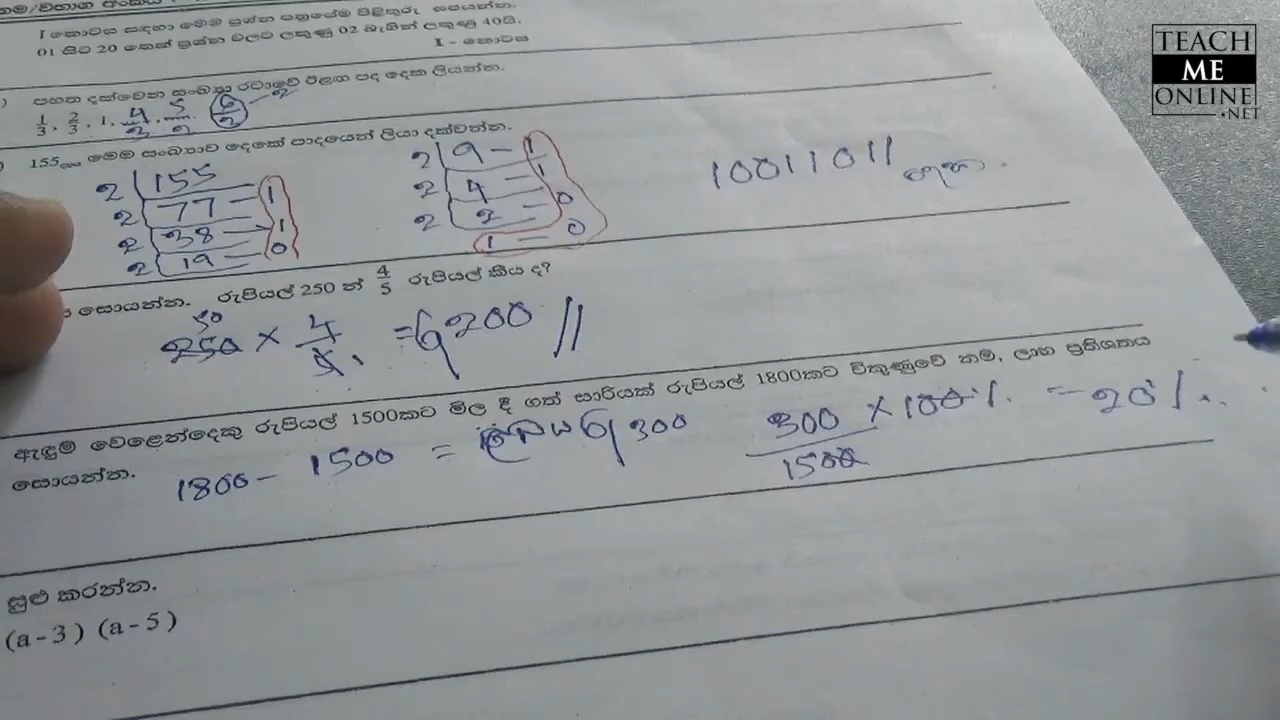 කොටස සඳහා මෙම ප්‍රශ්න පත්‍රයේම පිළිතුරු සපයන්න.
01 සිට 20 තෙක් ප්‍රශ්න වලට ලකුණු 02 බැගින් ලකුණු 40යි.
I - කොටස
පහත දක්වෙන සංඛ්‍යා රටාවේ ඊළඟ පද දෙක ලියන්න.
1/3, 2/3, 1, 4/3, 5/3, 6/3 - 2
මෙම සංඛ්‍යාව දෙකේ පාදයෙන් ලියා දක්වන්න.
2 155
2 77 - 1
2 38 - 1
2 19 - 0
2 9 - 1
2 4 - 1
2 2 - 0
1 - 0
10011011 දෙක
සොයන්න. රුපියල් 250 න් 4/5 රුපියල් කීය ද?
50
250 × 4/5 = රු 200 //
ඇඳුම් වෙළෙන්දෙකු රුපියල් 1500කට මිල දී ගත් සාරියක් රුපියල් 1800කට විකුණුවේ නම්, ලාභ ප්‍රතිශතය
සොයන්න.
1800 - 1500 = ලාභය රු 300 300/1500 × 100% = 20%
සුළු කරන්න.
(a - 3) (a - 5)
TEACH
ME
ONLINE
.NET